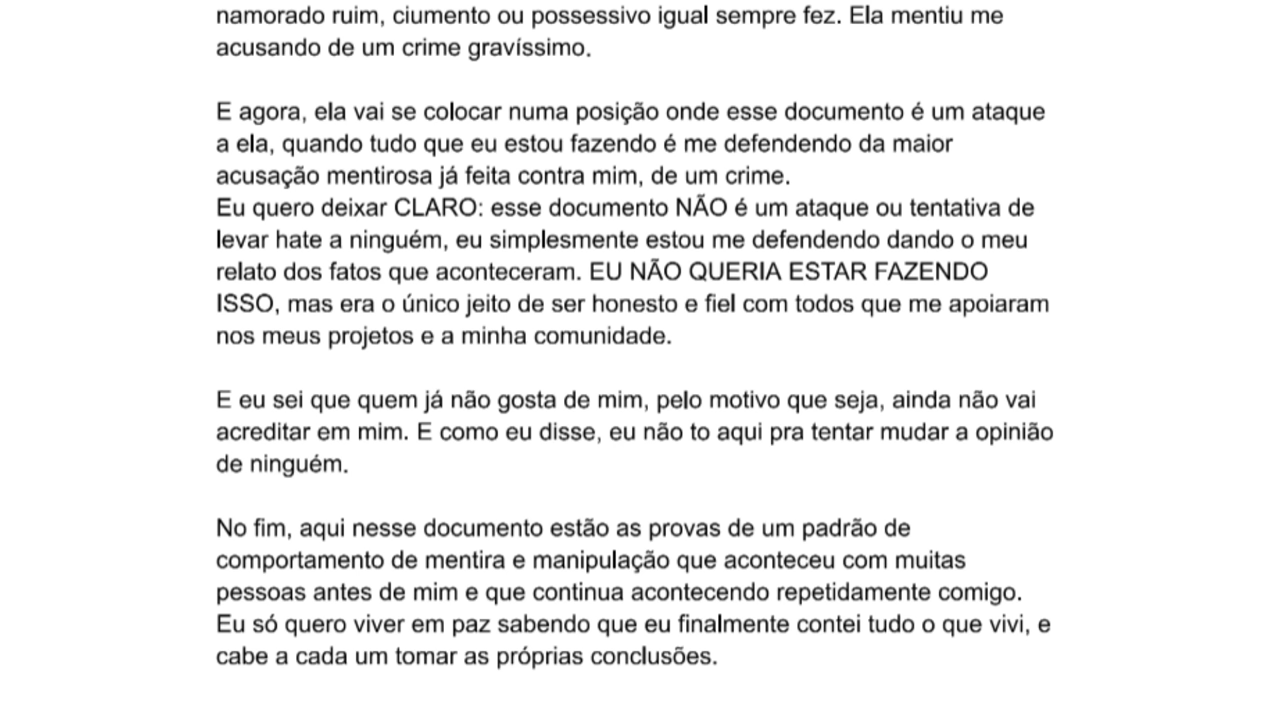 namorado ruim, ciumento ou possessivo igual sempre fez. Ela mentiu me
acusando de um crime gravíssimo.
E agora, ela vai se colocar numa posição onde esse documento é um ataque
a ela, quando tudo que eu estou fazendo é me defendendo da maior
acusação mentirosa já feita contra mim, de um crime.
Eu quero deixar CLARO: esse documento NÃO é um ataque ou tentativa de
levar hate a ninguém, eu simplesmente estou me defendendo dando o meu
relato dos fatos que aconteceram. EU NÃO QUERIA ESTAR FAZENDO
ISSO, mas era o único jeito de ser honesto e fiel com todos que me apoiaram
nos meus projetos e a minha comunidade.
E eu sei que quem já não gosta de mim, pelo motivo que seja, ainda não vai
acreditar em mim. E como eu disse, eu não to aqui pra tentar mudar a opinião
de ninguém.
No fim, aqui nesse documento estão as provas de um padrão de
comportamento de mentira e manipulação que aconteceu com muitas
pessoas antes de mim e que continua acontecendo repetidamente comigo.
Eu só quero viver em paz sabendo que eu finalmente contei tudo o que vivi, e
cabe a cada um tomar as próprias conclusões.